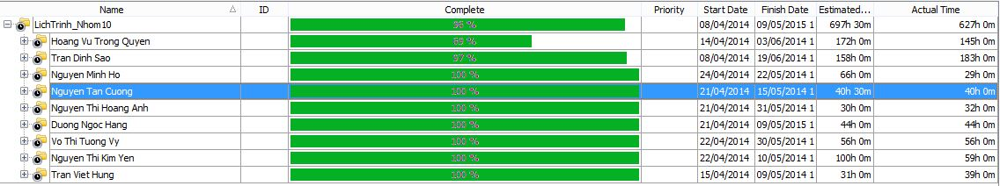 Name ID Complete Priority Start Date Finish Date Estimated... Actual Time
LichTrinh_Nhom10 96 % 08/04/2014 09/05/2015 1 697h 30m 627h 0m
Hoang Vu Trong Quyen 69 % 14/04/2014 03/06/2014 1 172h 0m 145h 0m
Tran Dinh Sao 97 % 08/04/2014 19/06/2014 1 158h 0m 183h 0m
Nguyen Minh Ho 100 % 24/04/2014 22/05/2014 1 66h 0m 29h 0m
Nguyen Tan Cuong 100 % 21/04/2014 15/05/2014 1 40h 30m 40h 0m
Nguyen Thi Hoang Anh 100 % 21/04/2014 31/05/2014 1 30h 0m 32h 0m
Duong Ngoc Hang 100 % 21/04/2014 09/05/2015 1 44h 0m 44h 0m
Vo Thi Tuong Vy 100 % 22/04/2014 30/05/2014 1 56h 0m 56h 0m
Nguyen Thi Kim Yen 100 % 22/04/2014 10/05/2014 1 100h 0m 59h 0m
Tran Viet Hung 100 % 15/04/2014 09/05/2014 1 31h 0m 39h 0m